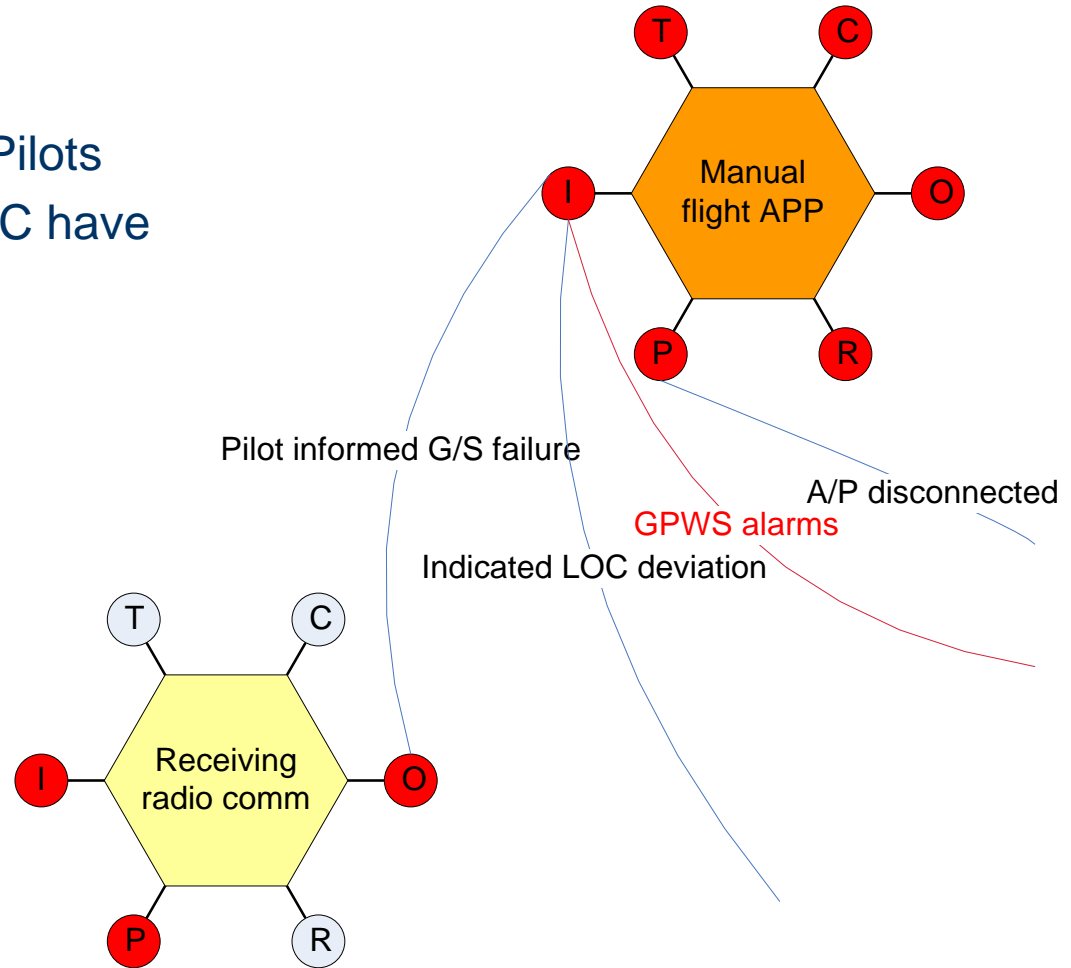 Pilots
C have
T
C
I
Manual
flight APP
O
P
R
Pilot informed G/S failure
A/P disconnected
GPWS alarms
Indicated LOC deviation
T
C
I
Receiving
radio comm
O
P
R